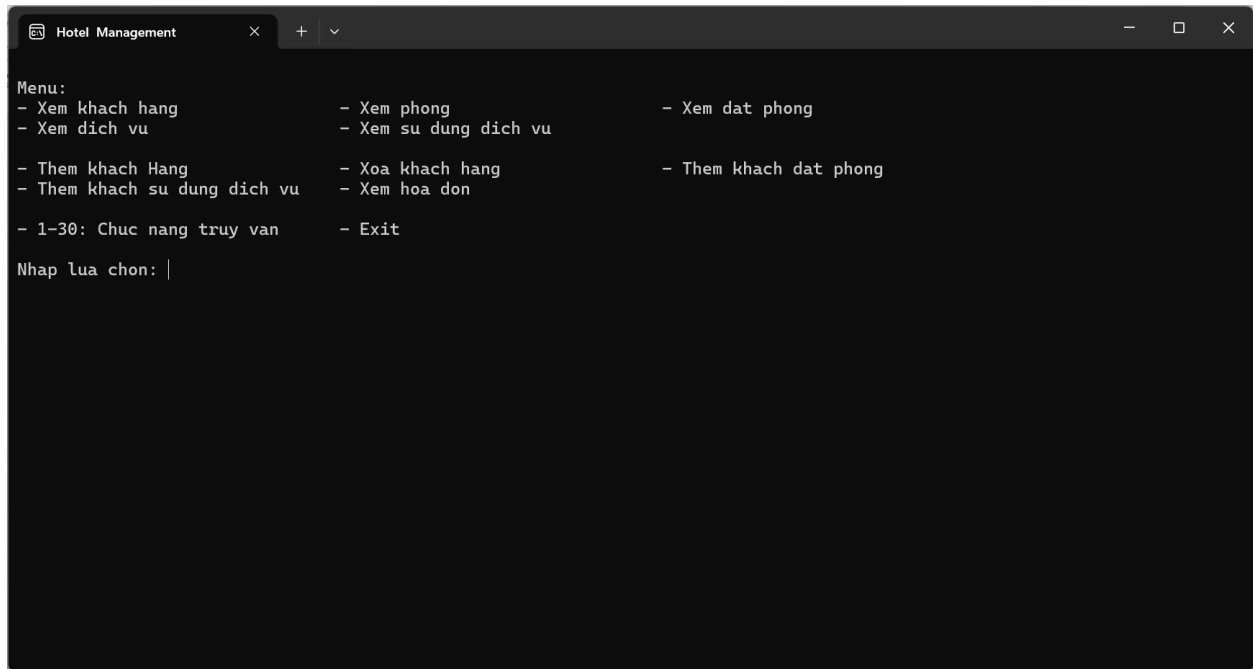 Hotel Management
Menu:
- Xem khach hang - Xem phong - Xem dat phong
- Xem dich vu - Xem su dung dich vu
- Them khach Hang - Xoa khach hang - Them khach dat phong
- Them khach su dung dich vu - Xem hoa don
- 1-30: Chuc nang truy van - Exit
Nhap lua chon: